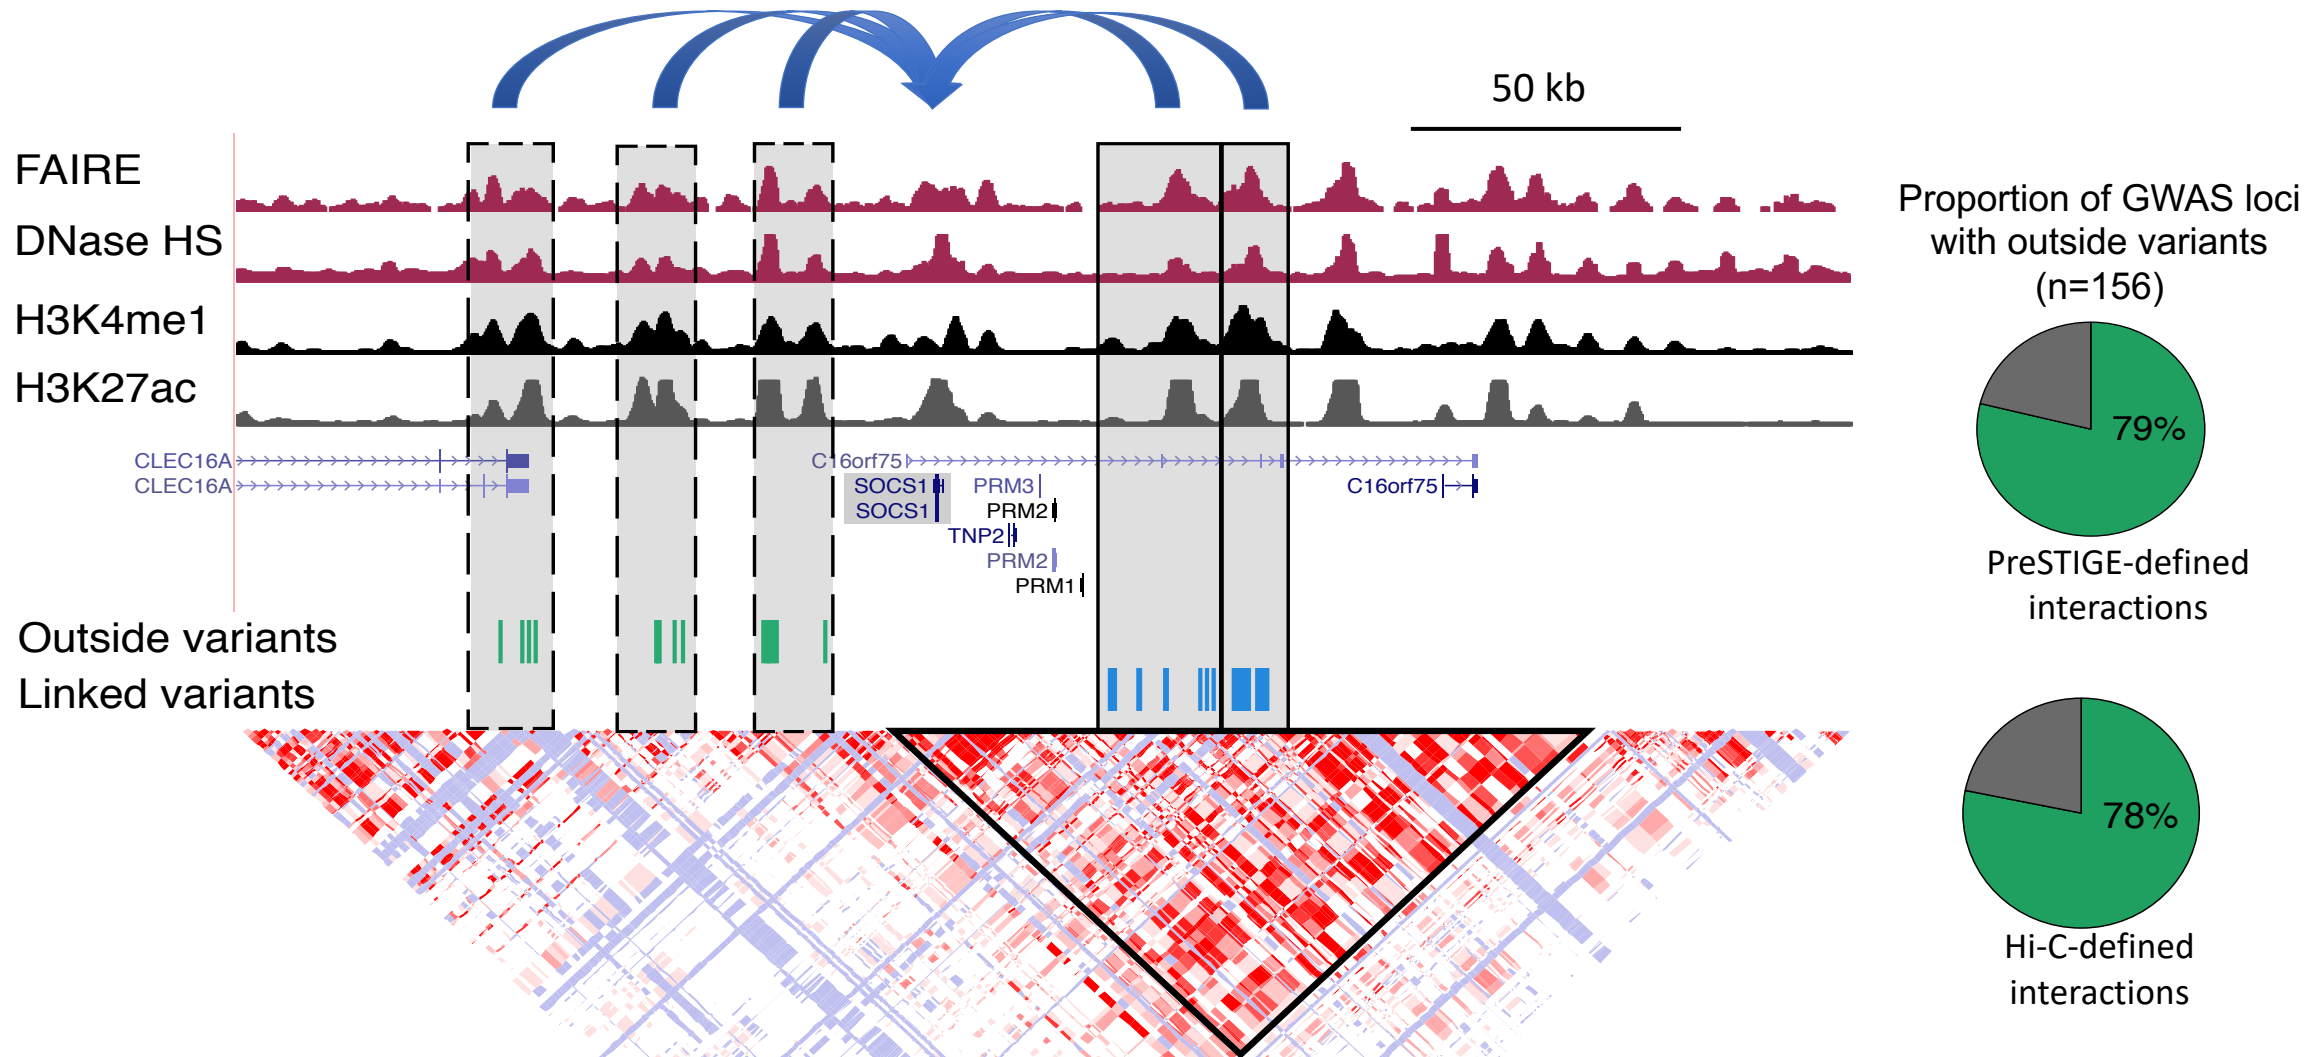 50 kb
FAIRE
DNase HS
H3K4me1
H3K27ac
CLEC16A
CLEC16A
C16orf75
SOCS1
PRM3
C16orf75
SOCS1
PRM2
TNP2
PRM2
PRM1
Outside variants
Linked variants
Proportion of GWAS loci
with outside variants
(n=156)
79%
PreSTIGE-defined
interactions
78%
Hi-C-defined
interactions